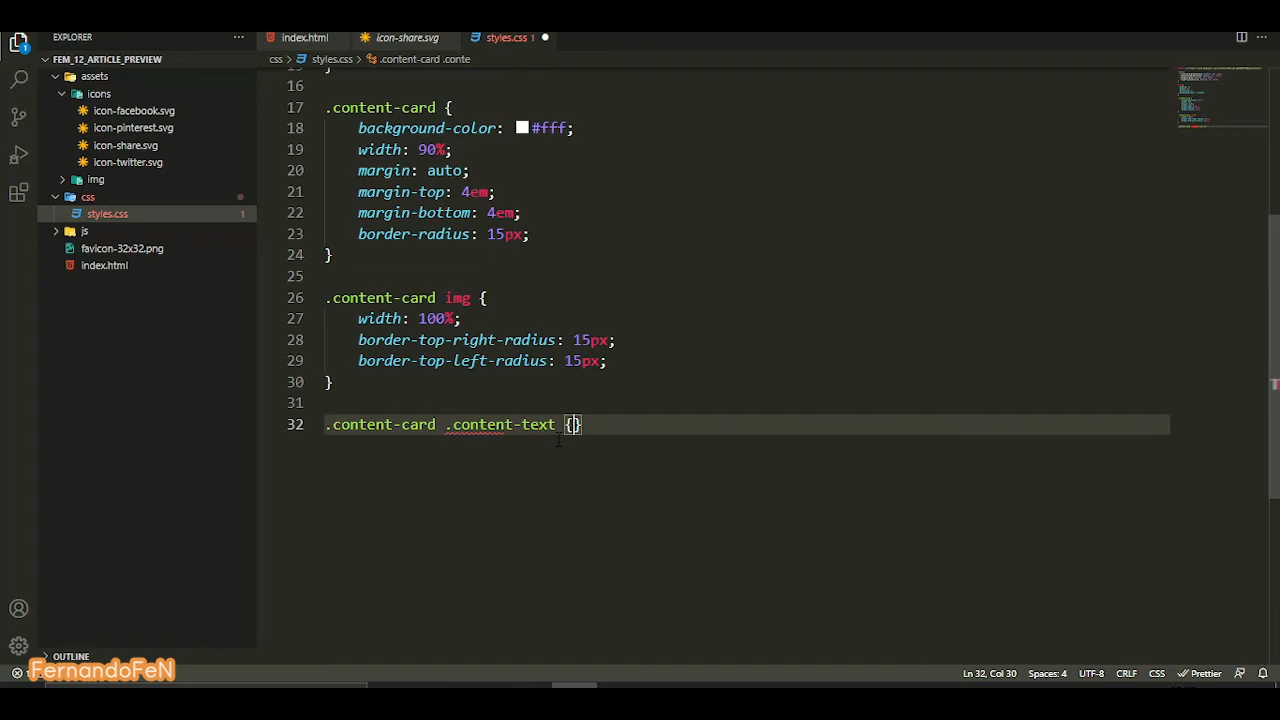 EXPLORER
index.html
icon-share.svg
styles.css 1
FEM_12_ARTICLE_PREVIEW
css > styles.css > .content-card .conte
assets
icons
icon-facebook.svg
icon-pinterest.svg
icon-share.svg
icon-twitter.svg
img
css
styles.css 1
js
favicon-32x32.png
index.html
16
17 .content-card {
18 background-color: #fff;
19 width: 90%;
20 margin: auto;
21 margin-top: 4em;
22 margin-bottom: 4em;
23 border-radius: 15px;
24 }
25
26 .content-card img {
27 width: 100%;
28 border-top-right-radius: 15px;
29 border-top-left-radius: 15px;
30 }
31
32 .content-card .content-text {}
OUTLINE
FernandoFeN
Ln 32, Col 30 Spaces: 4 UTF-8 CRLF CSS Prettier